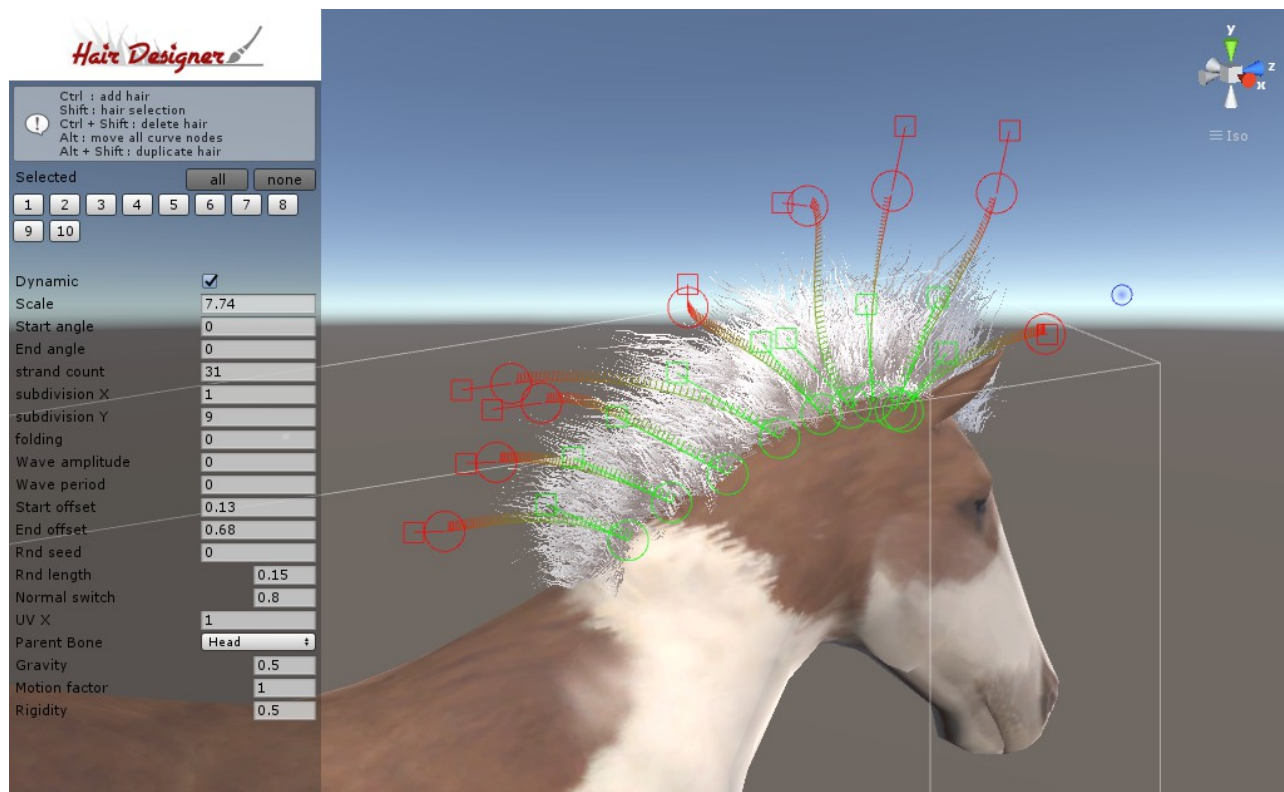 Hair Designer
Ctrl : add hair
Shift : hair selection
Ctrl + Shift : delete hair
Alt : move all curve nodes
Alt + Shift : duplicate hair
Selected all none
1 2 3 4 5 6 7 8
9 10
Dynamic
Scale 7.74
Start angle 0
End angle 0
strand count 31
subdivision X 1
subdivision Y 9
folding 0
Wave amplitude 0
Wave period 0
Start offset 0.13
End offset 0.68
Rnd seed 0
Rnd length 0.15
Normal switch 0.8
UV X 1
Parent Bone Head
Gravity 0.5
Motion factor 1
Rigidity 0.5
y
z
x
Iso